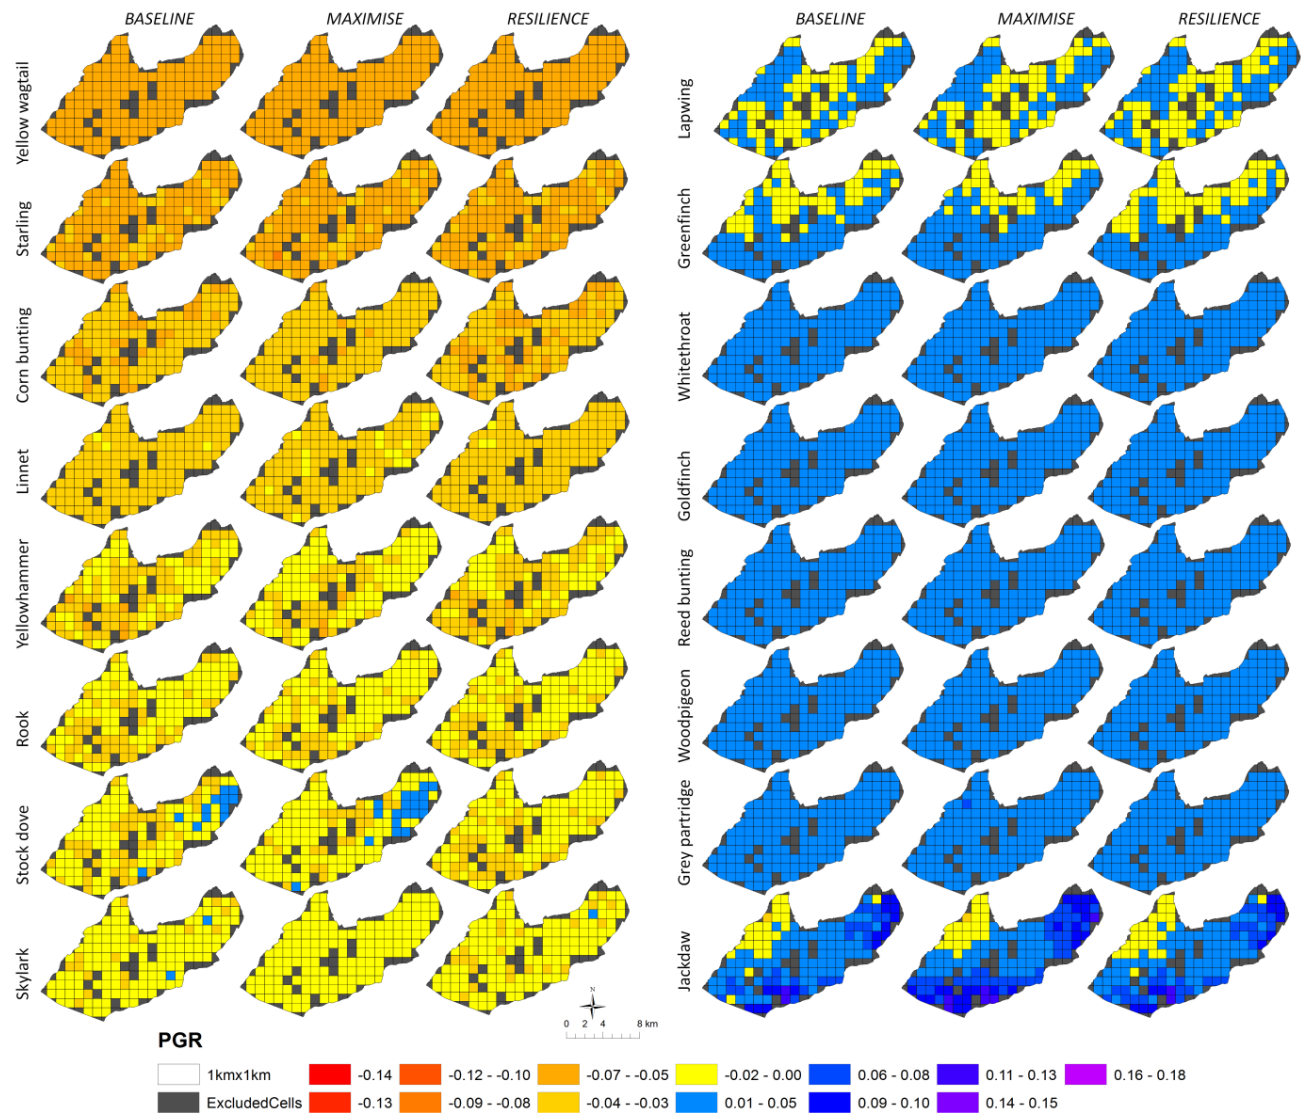 BASELINE MAXIMISE RESILIENCE BASELINE MAXIMISE RESILIENCE
Yellow wagtail
Starling
Corn bunting
Linnet
Yellowhammer
Rook
Stock dove
Skylark
Lapwing
Greenfinch
Whitethroat
Goldfinch
Reed bunting
Woodpigeon
Grey partridge
Jackdaw
N
0 2 4 8 km
PGR
1kmx1km -0.14 -0.12 - -0.10 -0.07 - -0.05 -0.02 - 0.00 0.06 - 0.08 0.11 - 0.13 0.16 - 0.18
ExcludedCells -0.13 -0.09 - -0.08 -0.04 - -0.03 0.01 - 0.05 0.09 - 0.10 0.14 - 0.15